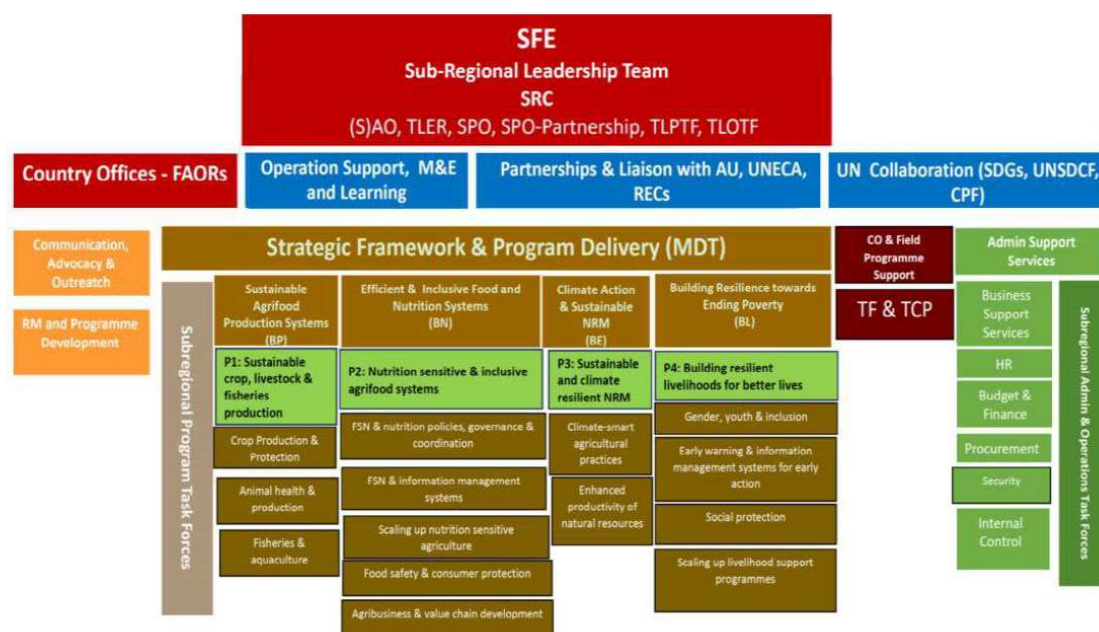 SFE
Sub-Regional Leadership Team
SRC
(S)AO, TLER, SPO, SPO-Partnership, TLPTF, TLOTF
Country Offices - FAORs
Operation Support, M&E
and Learning
Partnerships & Liaison with AU, UNECA,
RECs
UN Collaboration (SDGs, UNSDCF,
CPF)
Communication,
Advocacy &
Outreatch
RM and Programme
Development
Subregional Program Task Forces
Strategic Framework & Program Delivery (MDT)
Sustainable
Agrifood
Production Systems
(BP)
P1: Sustainable
crop, livestock &
fisheries
production
Crop Production &
Protection
Animal health &
production
Fisheries &
aquaculture
Efficient & Inclusive Food and
Nutrition Systems
(BN)
P2: Nutrition sensitive & inclusive
agrifood systems
FSN & nutrition policies, governance &
coordination
FSN & information management
systems
Scaling up nutrition sensitive
agriculture
Food safety & consumer protection
Agribusiness & value chain development
Climate Action
& Sustainable
NRM
(BE)
P3: Sustainable
and climate
resilient NRM
Climate-smart
agricultural
practices
Enhanced
productivity of
natural resources
Building Resilience towards
Ending Poverty
(BL)
P4: Building resilient
livelihoods for better lives
Gender, youth & inclusion
Early warning & information
management systems for early
action
Social protection
Scaling up livelihood support
programmes
CO & Field
Programme
Support
TF & TCP
Admin Support
Services
Business
Support
Services
HR
Budget &
Finance
Procurement
Security
Internal
Control
Subregional Admin & Operations Task Forces